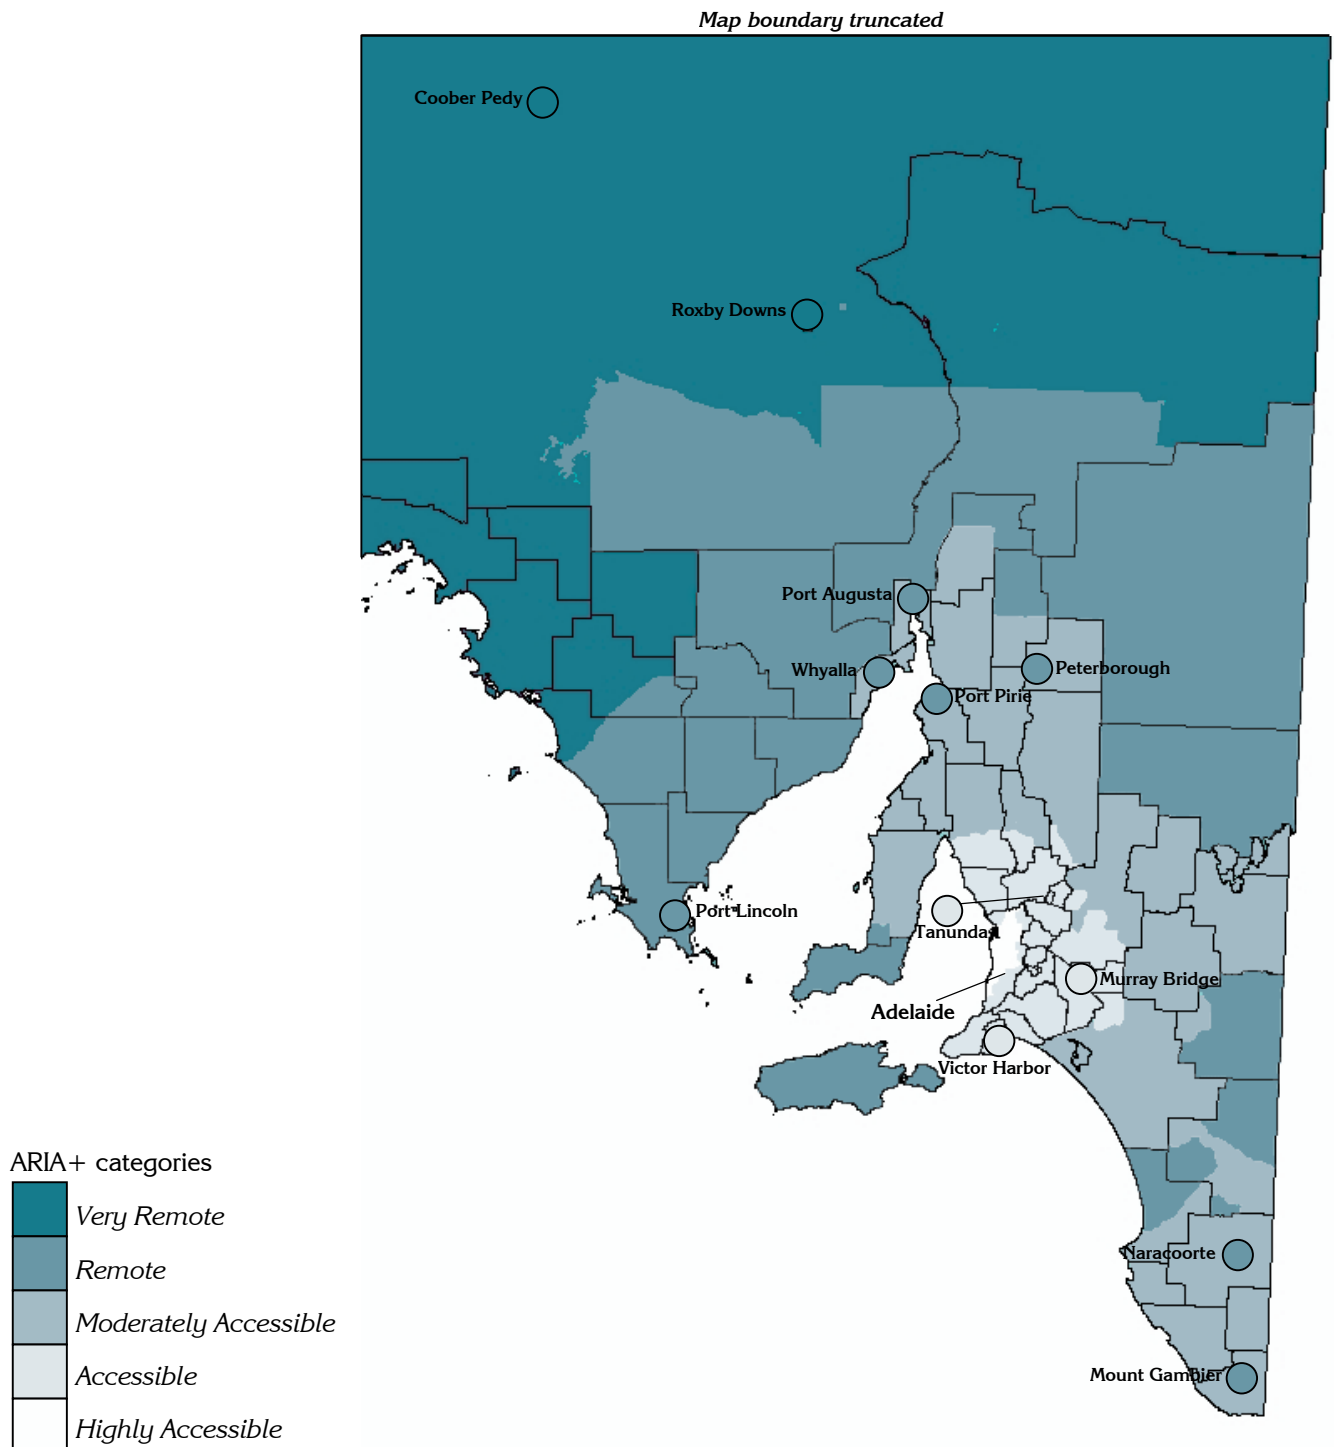 Map boundary truncated
Coober Pedy
Roxby Downs
Port Augusta
Whyalla
Peterborough
Port Pirie
Port Lincoln
Tanunda
Murray Bridge
Adelaide
Victor Harbor
ARIA+ categories
Very Remote
Remote
Naracoorte
Moderately Accessible
Accessible
Mount Gambier
Highly Accessible